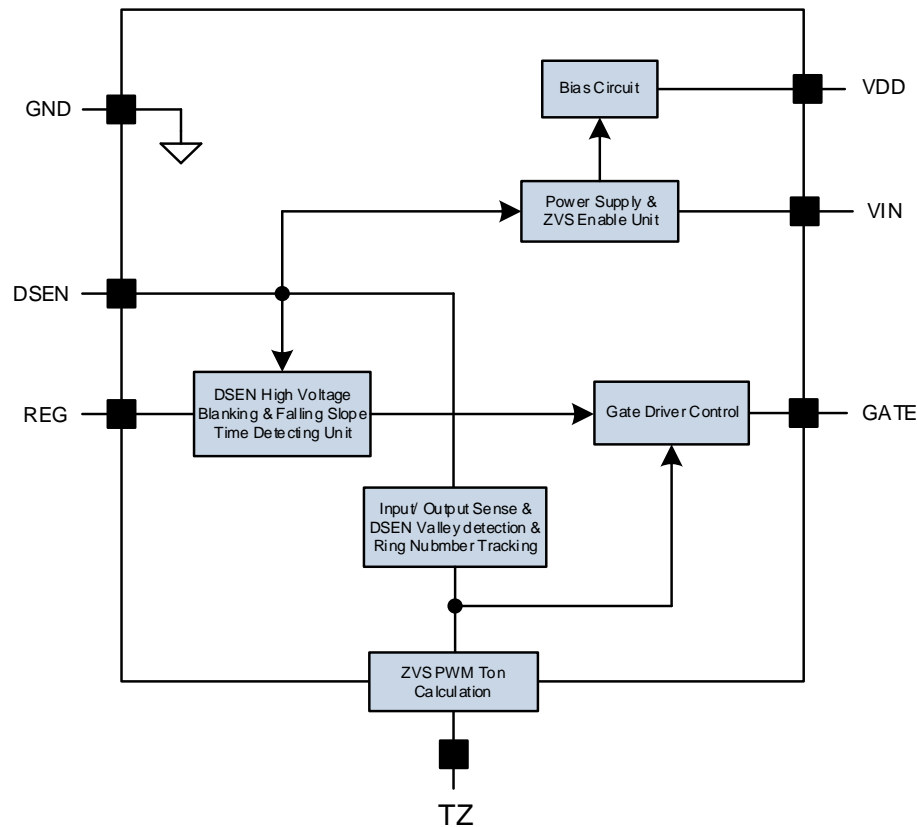 VDD
Bias Circuit
GND
Power Supply &
ZVS Enable Unit
VIN
DSEN
DSEN High Voltage
Blanking & Falling Slope
Time Detecting Unit
REG
Gate Driver Control
GATE
Input/ Output Sense &
DSEN Valley detection &
Ring Nubmber Tracking
ZVS PWM Ton
Calculation
TZ